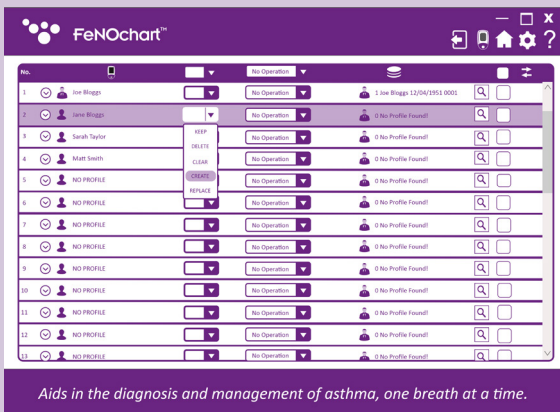 FeNOchart™
?
No. No Operation
1 Joe Bloggs No Operation 1 Joe Bloggs 12/04/1951 0001
2 Jane Bloggs No Operation 0 No Profile Found!
KEEP
3 Sarah Taylor No Operation 0 No Profile Found!
DELETE
4 Matt Smith No Operation 0 No Profile Found!
CLEAR
5 NO PROFILE No Operation 0 No Profile Found!
CREATE
6 NO PROFILE No Operation 0 No Profile Found!
REPLACE
7 NO PROFILE No Operation 0 No Profile Found!
8 NO PROFILE No Operation 0 No Profile Found!
9 NO PROFILE No Operation 0 No Profile Found!
10 NO PROFILE No Operation 0 No Profile Found!
11 NO PROFILE No Operation 0 No Profile Found!
12 NO PROFILE No Operation 0 No Profile Found!
13 NO PROFILE No Operation 0 No Profile Found!
Aids in the diagnosis and management of asthma, one breath at a time.